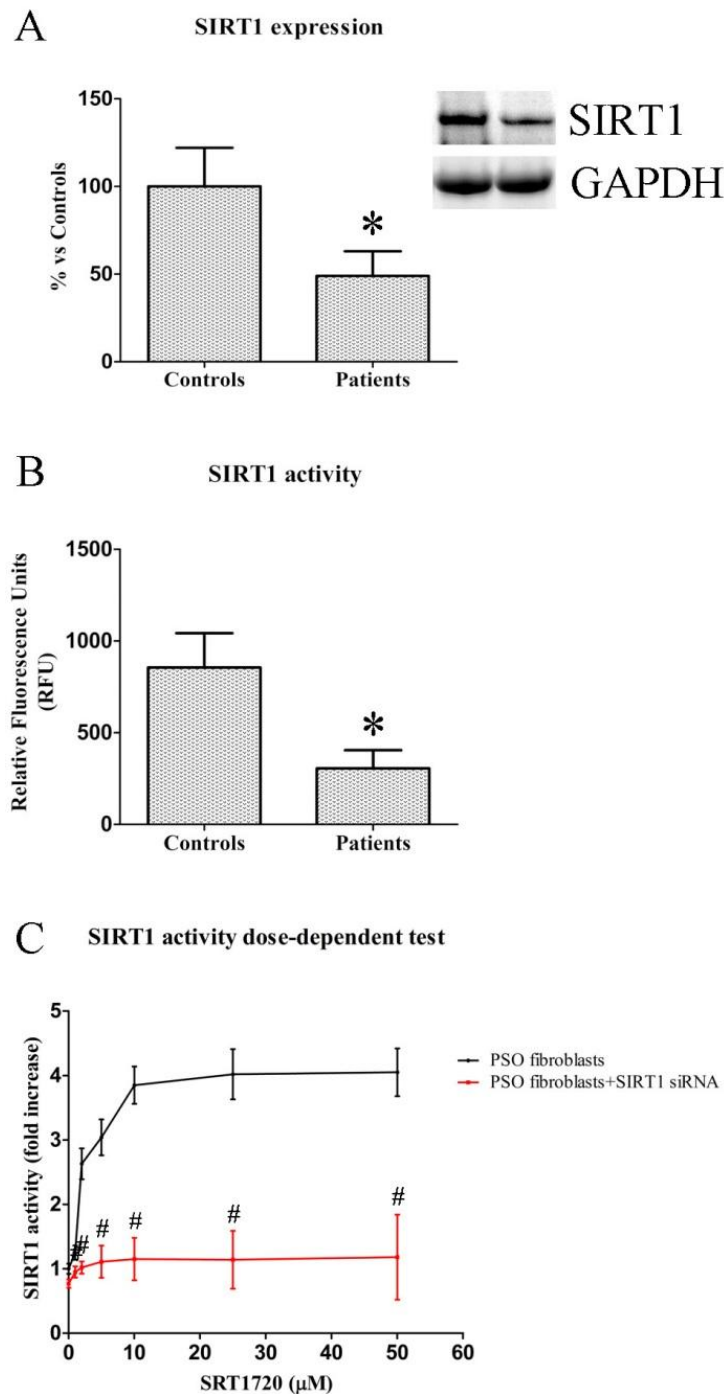 A
SIRT1 expression
150
100
50
0
% vs Controls
*
Controls
Patients
SIRT1
GAPDH
B
SIRT1 activity
1500
1000
500
0
Relative Fluorescence Units
(RFU)
*
Controls
Patients
C
SIRT1 activity dose-dependent test
5
4
3
2
1
0
SIRT1 activity (fold increase)
# # # # # #
0 10 20 30 40 50 60
SRT1720 (μM)
PSO fibroblasts
PSO fibroblasts+SIRT1 siRNA